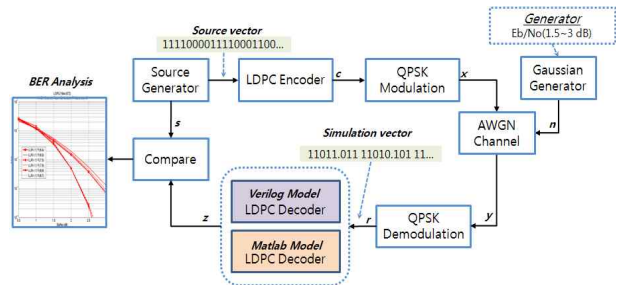 Generator
Eb/No(1.5~3 dB)
Source vector
1111000011110001100...
BER Analysis
Source
Generator
LDPC Encoder
c
QPSK
Modulation
x
Gaussian
Generator
s
n
Simulation vector
11011.011 11010.101 11...
AWGN
Channel
Compare
Verilog Model
LDPC Decoder
z
r
QPSK
Demodulation
y
Matlab Model
LDPC Decoder